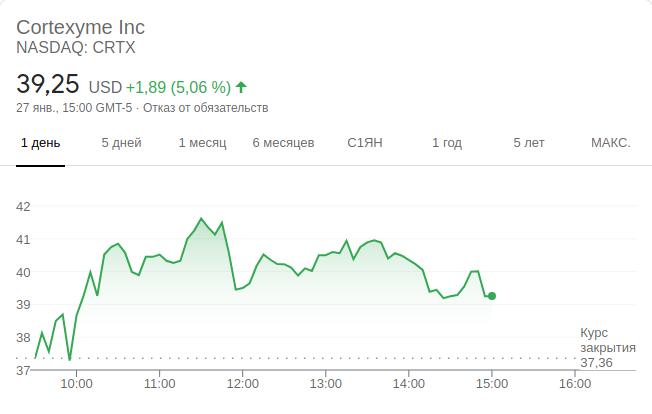 Cortexyme Inc
NASDAQ: CRTX
39,25 USD +1,89 (5,06 %)
27 янв., 15:00 GMT-5 · Отказ от обязательств
1 день 5 дней 1 месяц 6 месяцев С1ЯН 1 год 5 лет МАКС.
42
41
40
39
38
37
Курс
закрытия
37,36
10:00 11:00 12:00 13:00 14:00 15:00 16:00